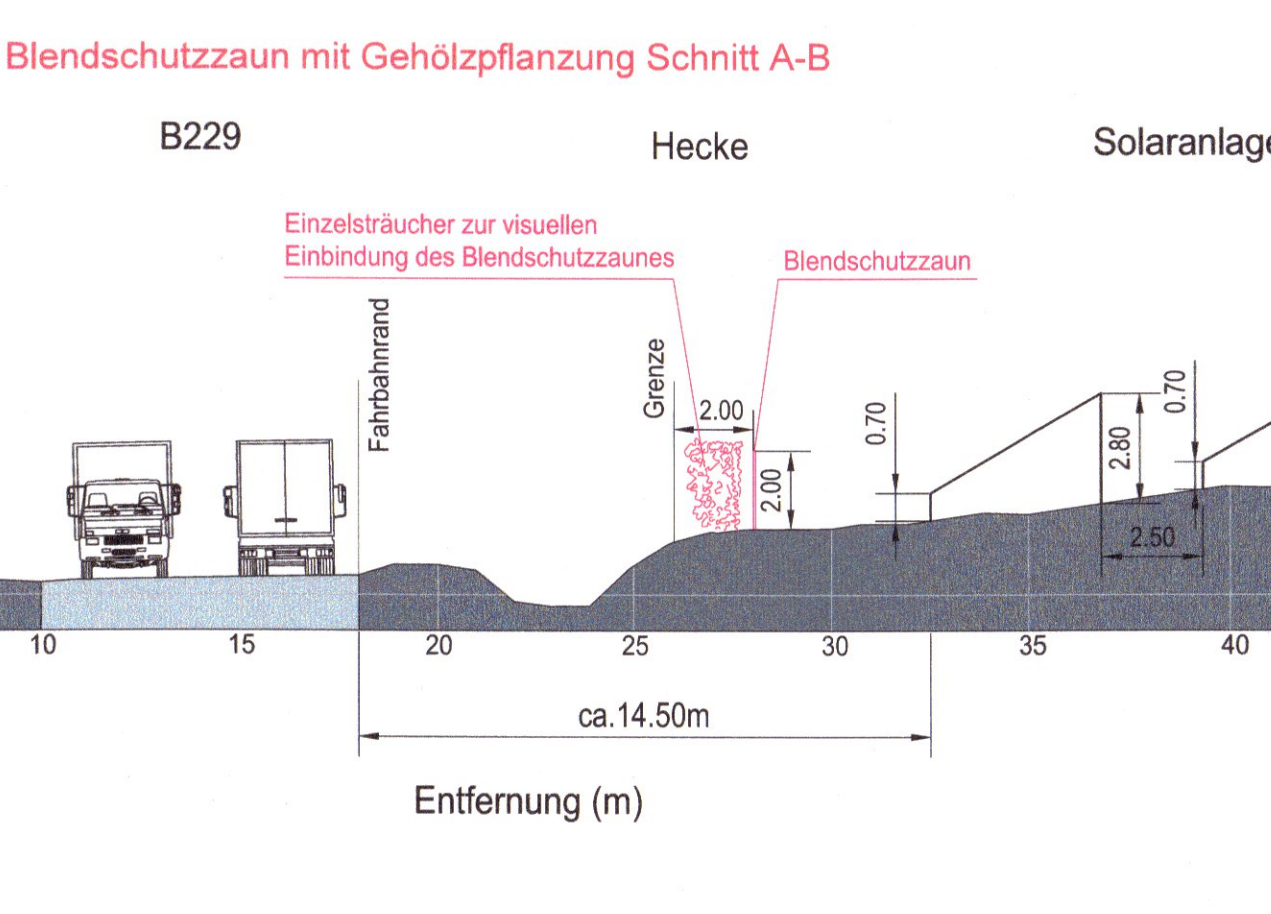 Blendschutzzaun mit Gehölzpflanzung Schnitt A-B
B229
Hecke
Solaranlage
Einzelsträucher zur visuellen
Einbindung des Blendschutzzaunes
Blendschutzzaun
Fahrbahnrand
Grenze
2.00
2.00
0.70
2.80
0.70
2.50
10 15 20 25 30 35 40
ca.14.50m
Entfernung (m)